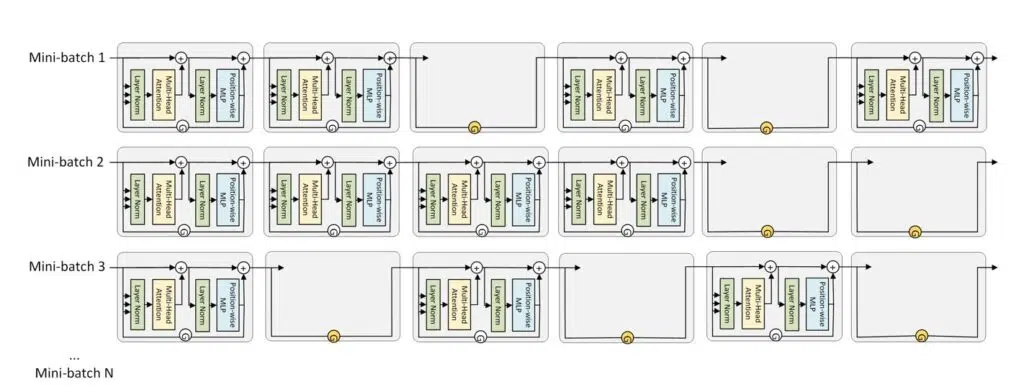 Mini-batch 1
Layer Norm
Multi-Head
Attention
Layer Norm
Position-wise
MLP
G
Layer Norm
Multi-Head
Attention
Layer Norm
Position-wise
MLP
G
G
Layer Norm
Multi-Head
Attention
Layer Norm
Position-wise
MLP
G
G
Layer Norm
Multi-Head
Attention
Layer Norm
Position-wise
MLP
G
Mini-batch 2
Layer Norm
Multi-Head
Attention
Layer Norm
Position-wise
MLP
G
Layer Norm
Multi-Head
Attention
Layer Norm
Position-wise
MLP
G
Layer Norm
Multi-Head
Attention
Layer Norm
Position-wise
MLP
G
Layer Norm
Multi-Head
Attention
Layer Norm
Position-wise
MLP
G
G
G
Mini-batch 3
Layer Norm
Multi-Head
Attention
Layer Norm
Position-wise
MLP
G
G
Layer Norm
Multi-Head
Attention
Layer Norm
Position-wise
MLP
G
G
Layer Norm
Multi-Head
Attention
Layer Norm
Position-wise
MLP
G
G
...
Mini-batch N